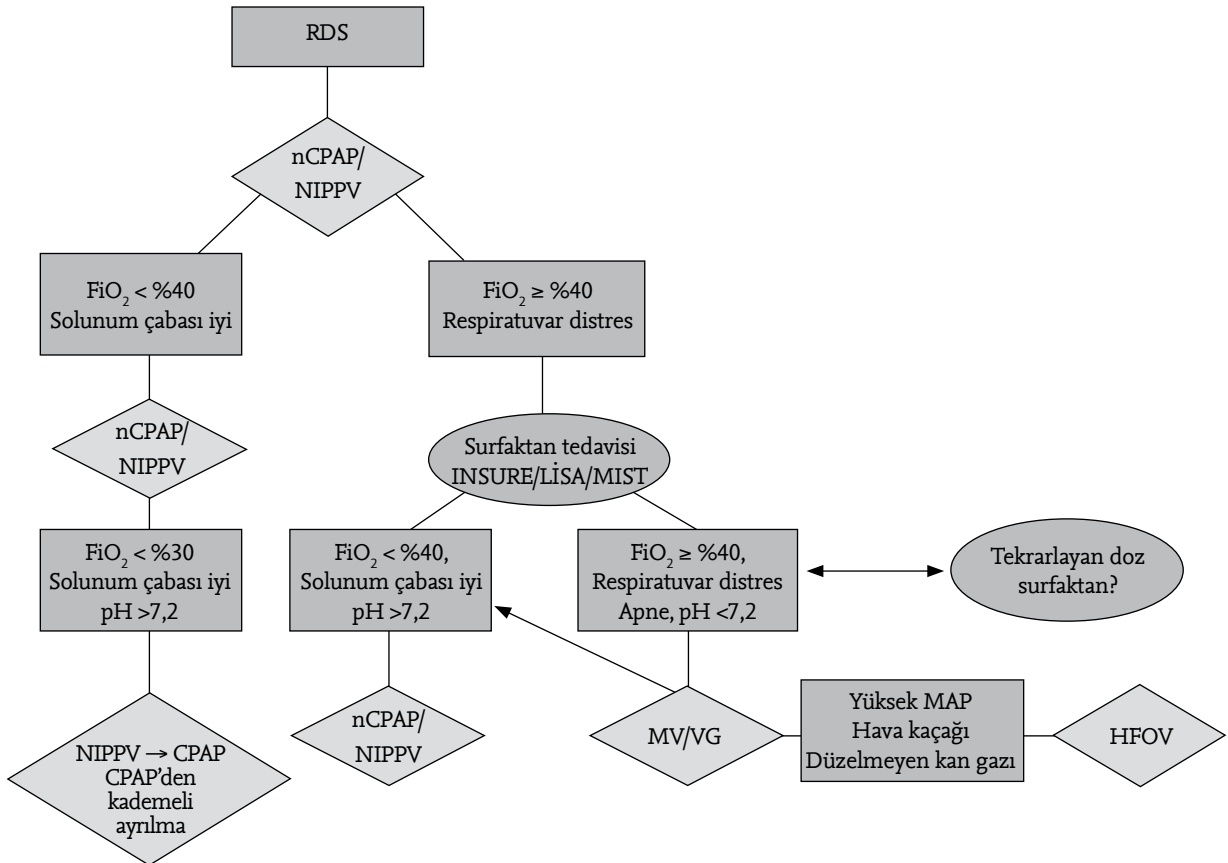 RDS
nCPAP/
NIPPV
FiO₂ < %40
Solunum çabası iyi
FiO₂ ≥ %40
Respiratuvar distres
nCPAP/
NIPPV
Surfaktan tedavisi
INSURE/LİSA/MIST
FiO₂ < %30
Solunum çabası iyi
pH >7,2
FiO₂ < %40,
Solunum çabası iyi
pH >7,2
FiO₂ ≥ %40,
Respiratuvar distres
Apne, pH <7,2
Tekrarlayan doz
surfaktan?
NIPPV → CPAP
CPAP'den
kademeli
ayrılma
nCPAP/
NIPPV
MV/VG
Yüksek MAP
Hava kaçağı
Düzelmeyen kan gazı
HFOV